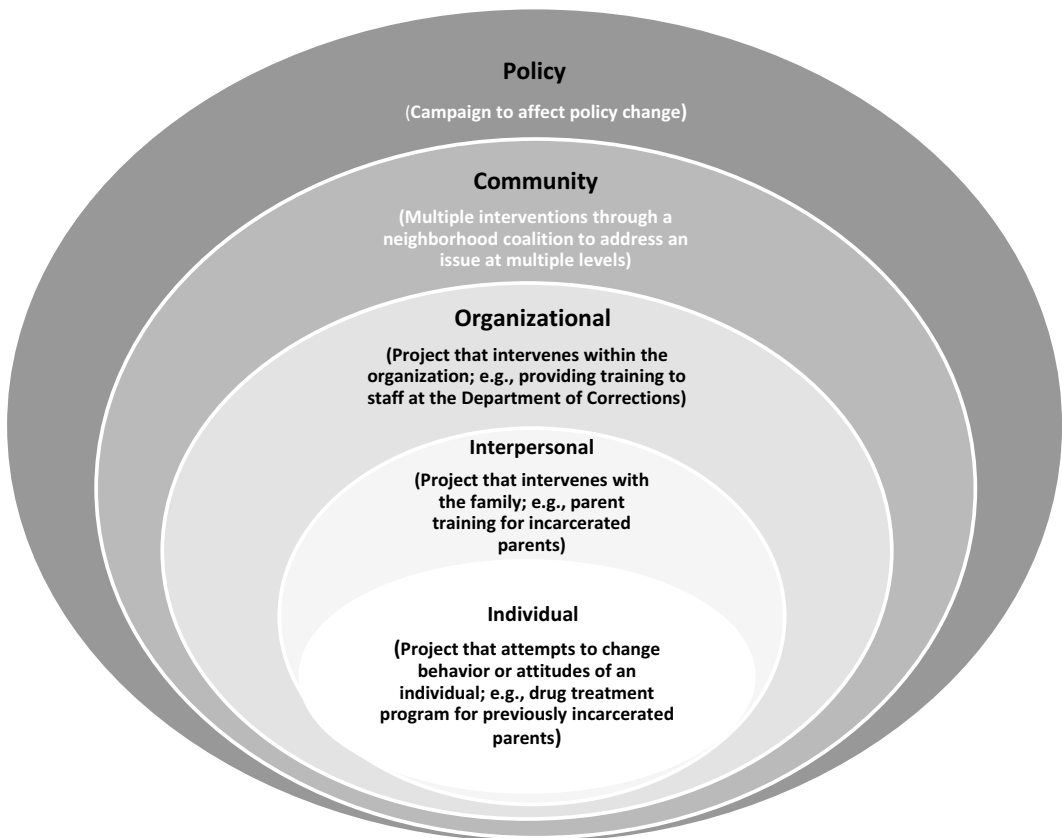 Policy
(Campaign to affect policy change)
Community
(Multiple interventions through a
neighborhood coalition to address an
issue at multiple levels)
Organizational
(Project that intervenes within the
organization; e.g., providing training to
staff at the Department of Corrections)
Interpersonal
(Project that intervenes with
the family; e.g., parent
training for incarcerated
parents)
Individual
(Project that attempts to change
behavior or attitudes of an
individual; e.g., drug treatment
program for previously incarcerated
parents)